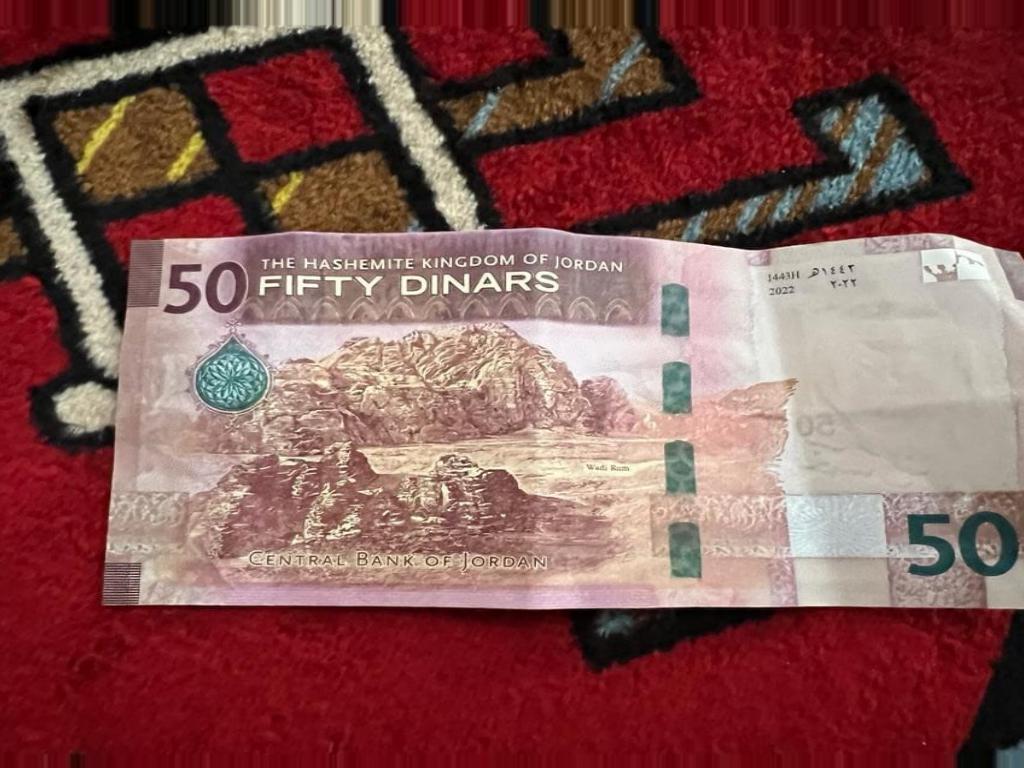 50
THE HASHEMITE KINGDOM OF JORDAN
FIFTY DINARS
1443H ١٤٤٣هـ
2022 ٢٠٢٢
Wadi Rum
CENTRAL BANK OF JORDAN
50